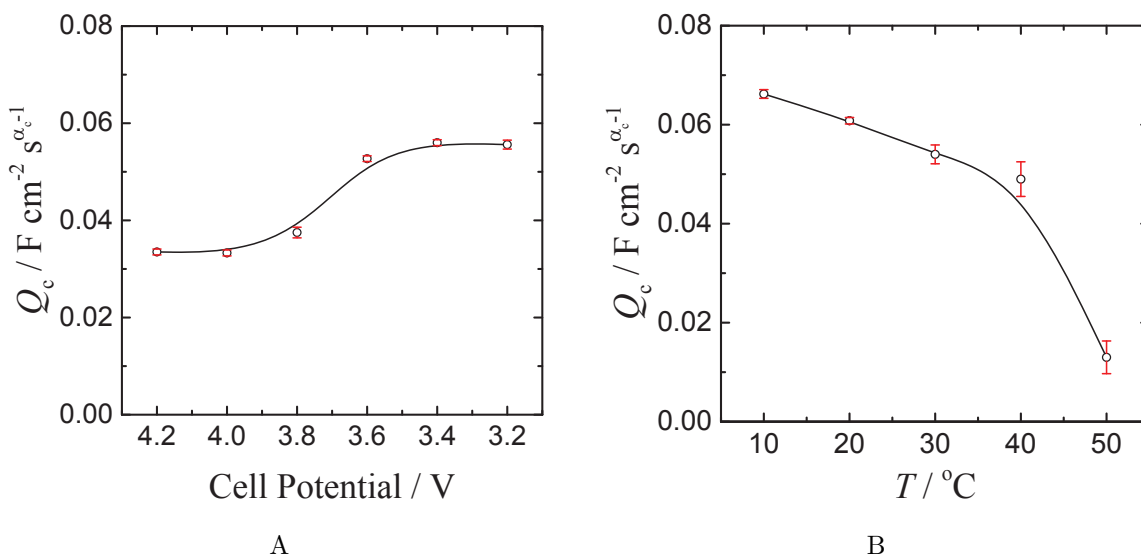 0.08
0.06
0.04
0.02
0.00
Q_c / F cm^-2 s^α_c-1
4.2 4.0 3.8 3.6 3.4 3.2
Cell Potential / V
A
0.08
0.06
0.04
0.02
0.00
Q_c / F cm^-2 s^α_c-1
10 20 30 40 50
T / °C
B